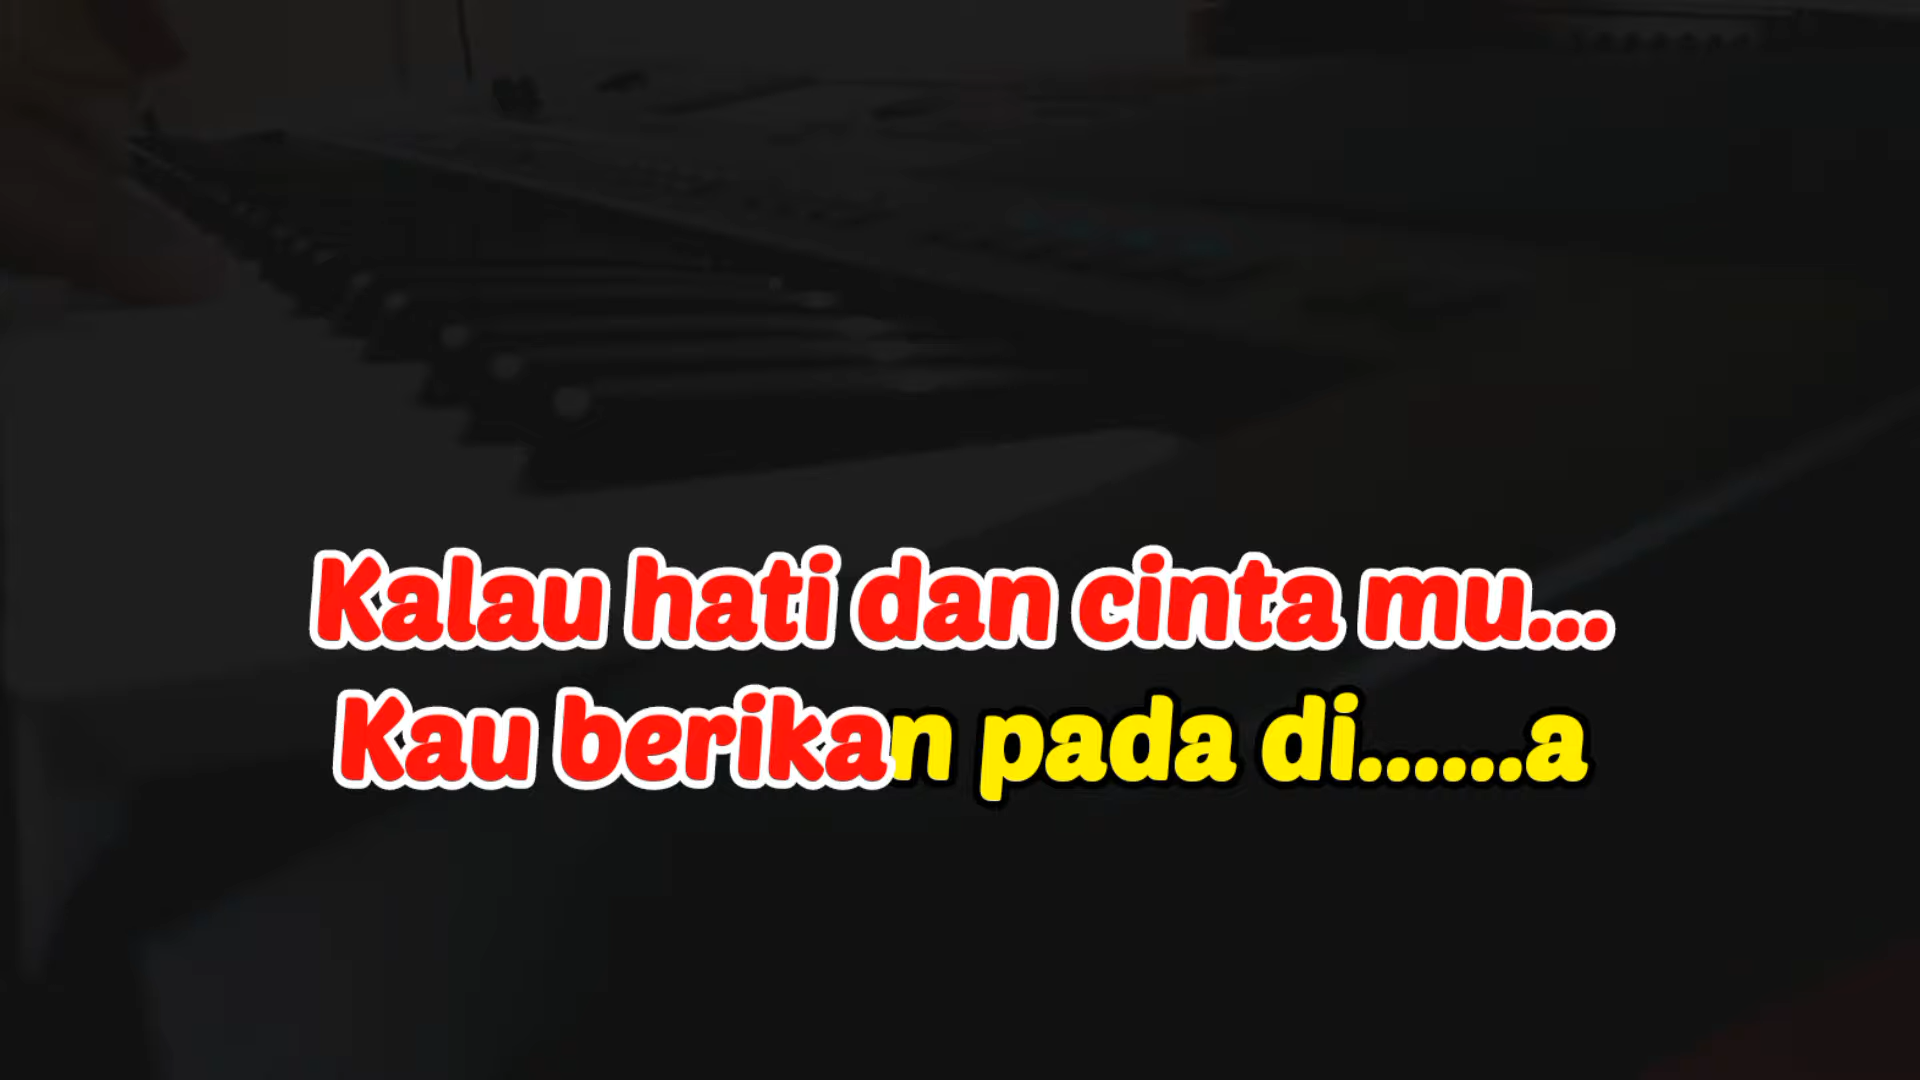 Kalau hati dan cinta mu...
Kau berikan pada di......a